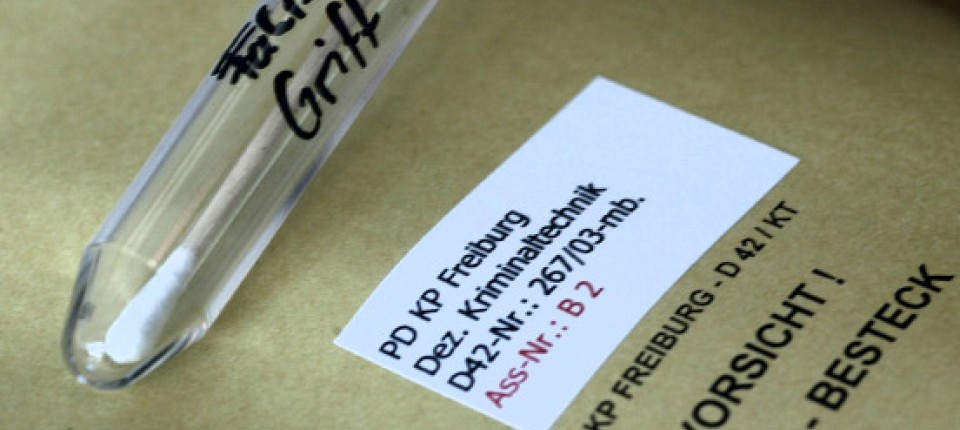 Griff
PD KP Freiburg
Dez. Kriminaltechnik
D42-Nr.: 267/03-mb.
Ass-Nr.: B 2
KP FREIBURG - D 42 / KT
VORSICHT !
- BESTECK